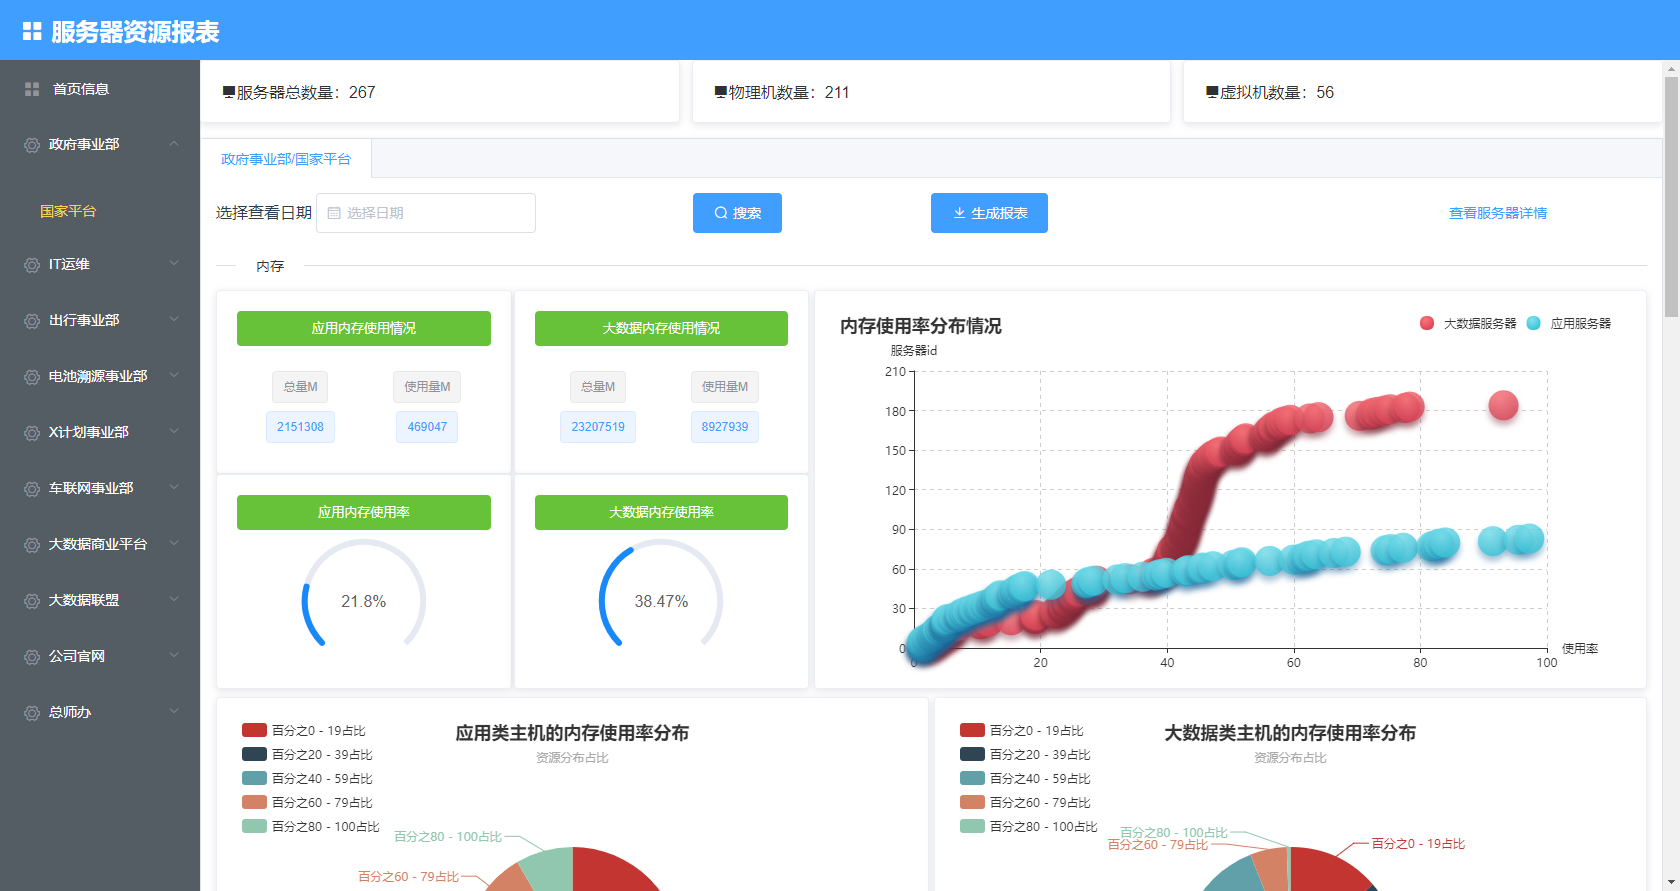 服务器资源报表
首页信息
政府事业部
国家平台
IT运维
出行事业部
电池溯源事业部
X计划事业部
车联网事业部
大数据商业平台
大数据联盟
公司官网
总师办
服务器总数量：267
物理机数量：211
虚拟机数量：56
政府事业部/国家平台
选择查看日期
选择日期
搜索
生成报表
查看服务器详情
内存
应用内存使用情况
总量M
使用量M
2151308
469047
大数据内存使用情况
总量M
使用量M
23207519
8927939
应用内存使用率
21.8%
大数据内存使用率
38.47%
内存使用率分布情况
大数据服务器
应用服务器
服务器id
210
180
150
120
90
60
30
0
0
20
40
60
80
100
使用率
百分之0 - 19占比
百分之20 - 39占比
百分之40 - 59占比
百分之60 - 79占比
百分之80 - 100占比
应用类主机的内存使用率分布
资源分布占比
百分之80 - 100占比
百分之60 - 79占比
百分之0 - 19占比
百分之20 - 39占比
百分之40 - 59占比
百分之60 - 79占比
百分之80 - 100占比
大数据类主机的内存使用率分布
资源分布占比
百分之80 - 100占比
百分之60 - 79占比
百分之0 - 19占比